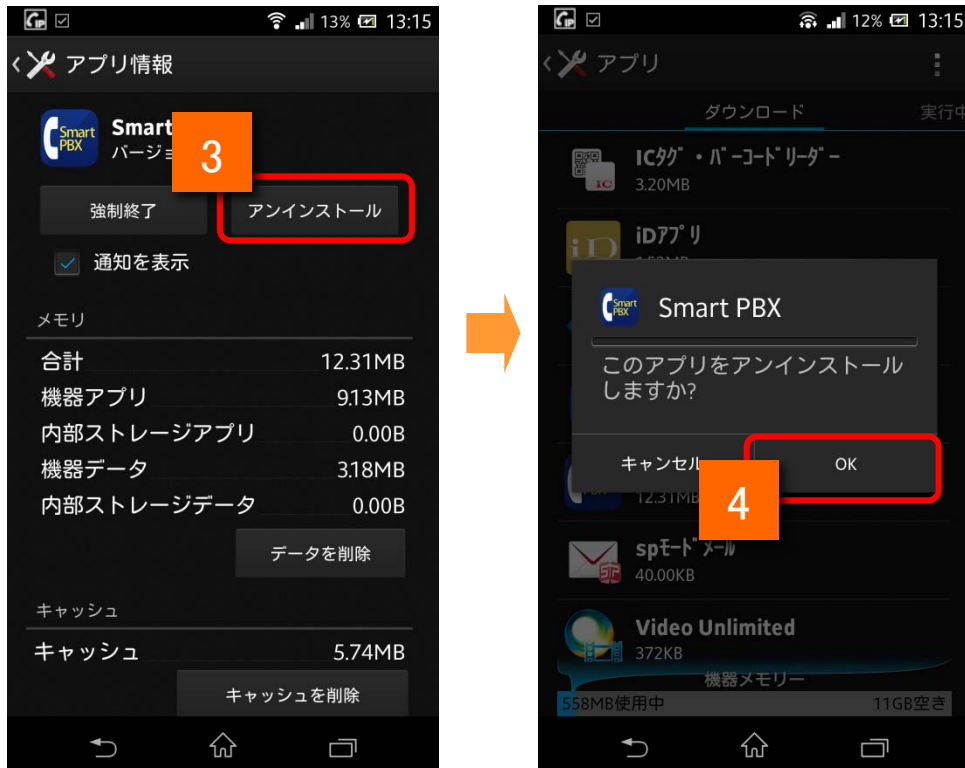 13% 13:15
アプリ情報
Smart
PBX
Smart
バージョ
3
強制終了
アンインストール
通知を表示
メモリ
合計 12.31MB
機器アプリ 9.13MB
内部ストレージアプリ 0.00B
機器データ 3.18MB
内部ストレージデータ 0.00B
データを削除
キャッシュ
キャッシュ 5.74MB
キャッシュを削除
12% 13:15
アプリ
ダウンロード 実行中
ICﾀｸﾞ・ﾊﾞｰｺｰﾄﾞﾘｰﾀﾞｰ
IC
3.20MB
iD
iDｱﾌﾟﾘ
Smart
PBX
Smart PBX
このアプリをアンインストール
しますか?
キャンセル OK
4
12.31MB
spﾓｰﾄﾞﾒｰﾙ
40.00KB
Video Unlimited
372KB
機器メモリー
558MB使用中 11GB空き